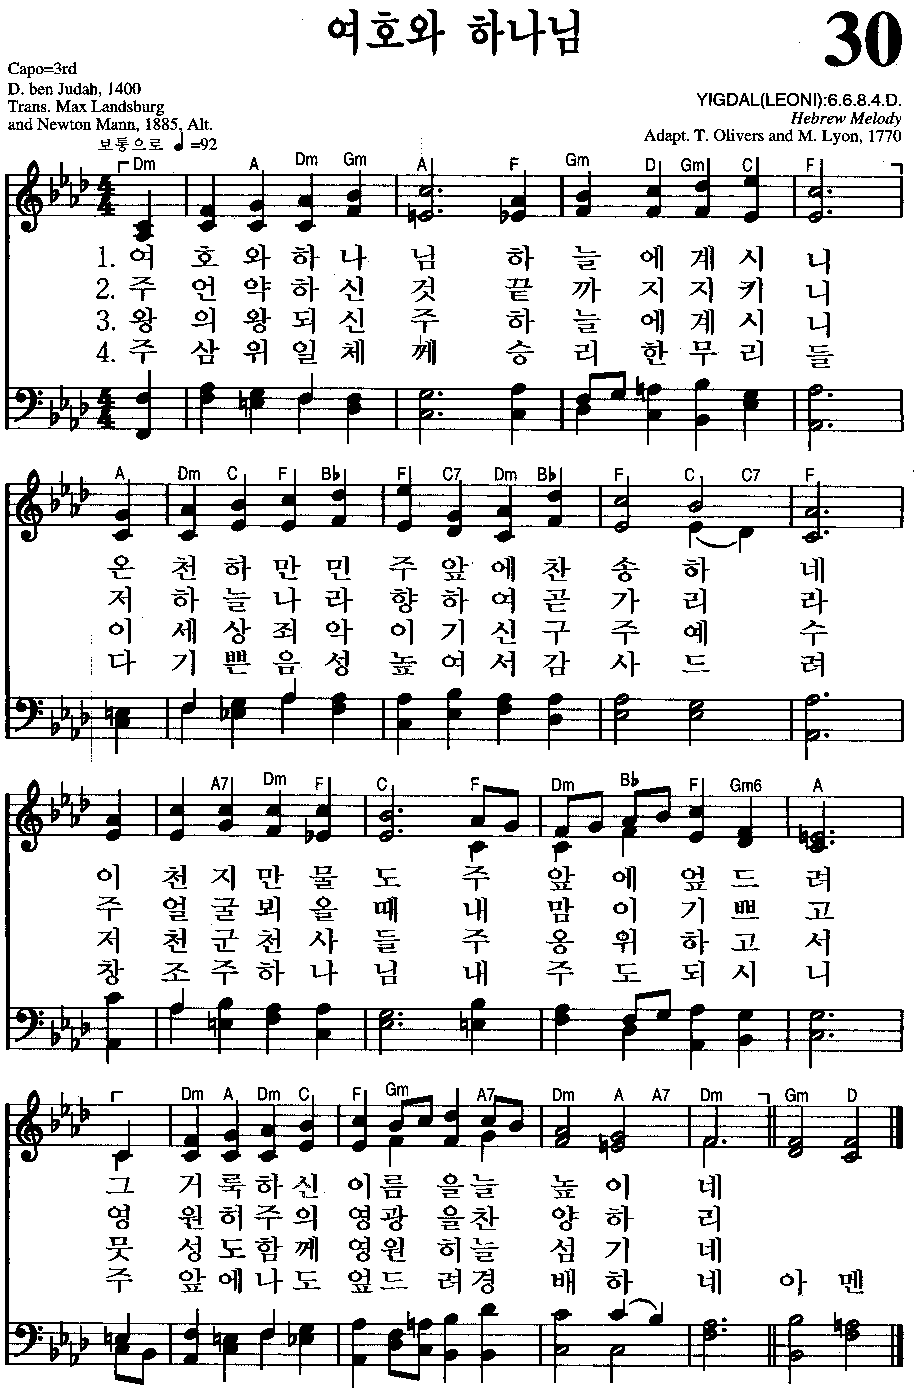 여호와 하나님
30
Capo=3rd
D. ben Judah, 1400
Trans. Max Landsburg
and Newton Mann, 1885, Alt.
YIGDAL(LEONI):6.6.8.4.D.
Hebrew Melody
Adapt. T. Olivers and M. Lyon, 1770
보통으로 ♩=92
Dm A Dm Gm A F Gm D Gm C F
1. 여 호 와 하 나 님 하 늘 에 계 시 니
2. 주 언 약 하 신 것 끝 까 지 지 키 니
3. 왕 의 왕 되 신 주 하 늘 에 계 시 니
4. 주 삼 위 일 체 께 승 리 한 무 리 들
A Dm C F B♭ F C7 Dm B♭ F C C7 F
온 천 하 만 민 주 앞 에 찬 송 하 네
저 하 늘 나 라 향 하 여 곧 가 리 라
이 세 상 죄 악 이 기 신 구 주 예 수
다 기 쁜 음 성 높 여 서 감 사 드 려
A7 Dm F C F Dm B♭ F Gm6 A
이 천 지 만 물 도 주 앞 에 엎 드 려
주 얼 굴 뵈 올 때 내 맘 이 기 쁘 고
저 천 군 천 사 들 주 옹 위 하 고 서
창 조 주 하 나 님 내 주 도 되 시 니
Dm A Dm C F Gm A7 Dm A A7 Dm Gm D
그 거 룩 하 신 이 름 을 늘 높 이 네
영 원 히 주 의 영 광 을 찬 양 하 리
뭇 성 도 함 께 영 원 히 늘 섬 기 네
주 앞 에 나 도 엎 드 려 경 배 하 네 아 멘